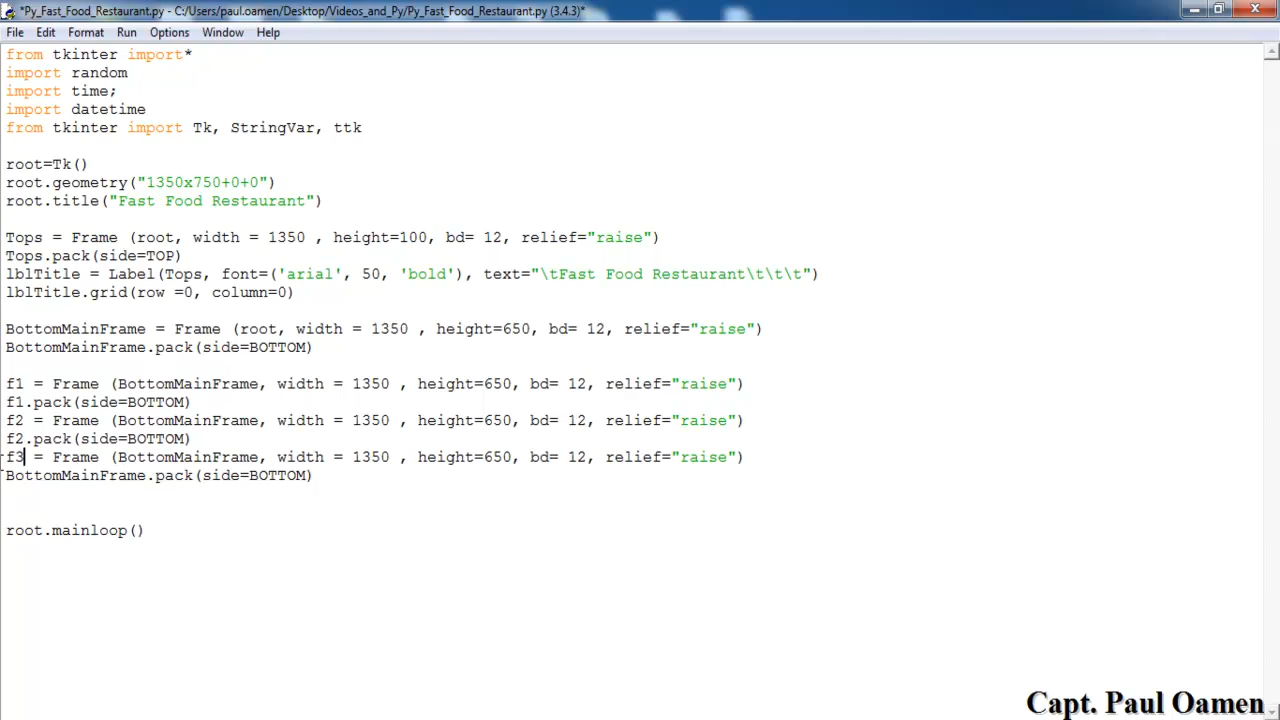 *Py_Fast_Food_Restaurant.py - C:/Users/paul.oamen/Desktop/Videos_and_Py/Py_Fast_Food_Restaurant.py (3.4.3)*
File Edit Format Run Options Window Help
from tkinter import*
import random
import time;
import datetime
from tkinter import Tk, StringVar, ttk
root=Tk()
root.geometry("1350x750+0+0")
root.title("Fast Food Restaurant")
Tops = Frame (root, width = 1350 , height=100, bd= 12, relief="raise")
Tops.pack(side=TOP)
lblTitle = Label(Tops, font=('arial', 50, 'bold'), text="\tFast Food Restaurant\t\t\t")
lblTitle.grid(row =0, column=0)
BottomMainFrame = Frame (root, width = 1350 , height=650, bd= 12, relief="raise")
BottomMainFrame.pack(side=BOTTOM)
f1 = Frame (BottomMainFrame, width = 1350 , height=650, bd= 12, relief="raise")
f1.pack(side=BOTTOM)
f2 = Frame (BottomMainFrame, width = 1350 , height=650, bd= 12, relief="raise")
f2.pack(side=BOTTOM)
f3 = Frame (BottomMainFrame, width = 1350 , height=650, bd= 12, relief="raise")
BottomMainFrame.pack(side=BOTTOM)
root.mainloop()
Capt. Paul Oamen